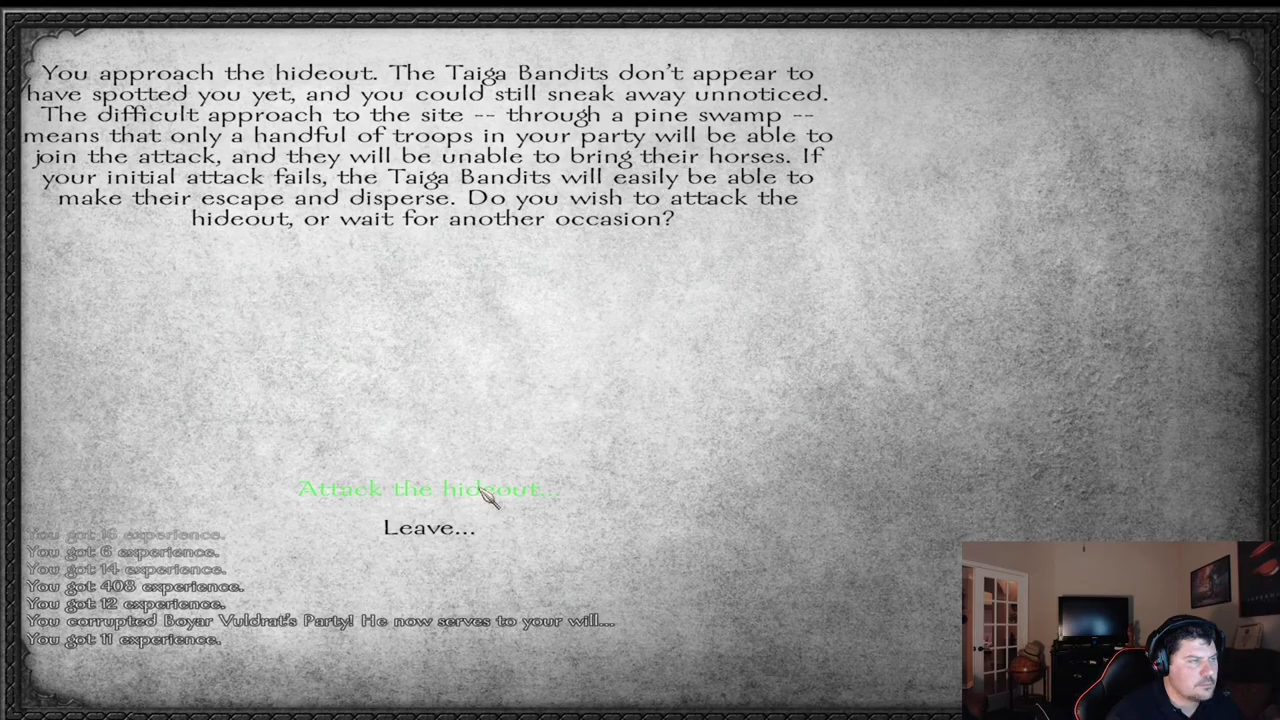 You approach the hideout. The Taiga Bandits don't appear to
have spotted you yet, and you could still sneak away unnoticed.
The difficult approach to the site -- through a pine swamp --
means that only a handful of troops in your party will be able to
join the attack, and they will be unable to bring their horses. If
your initial attack fails, the Taiga Bandits will easily be able to
make their escape and disperse. Do you wish to attack the
hideout, or wait for another occasion?
Attack the hideout...
Leave...
You got 16 experience.
You got 6 experience.
You got 14 experience.
You got 408 experience.
You got 12 experience.
You corrupted Boyar Vuldrat's Party! He now serves to your will...
You got 11 experience.